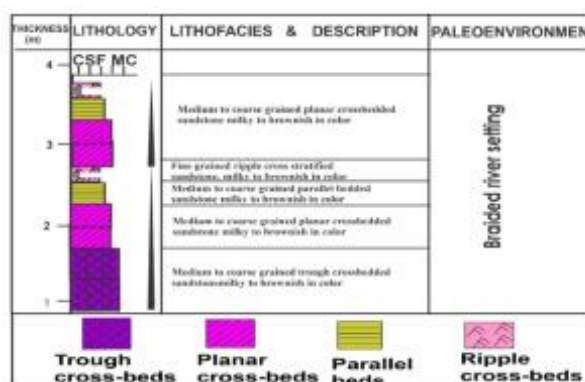 THICKNESS (m) LITHOLOGY LITHOFACIES & DESCRIPTION PALEOENVIRONMEN
CSF MC
4
Medium to coarse grained planar crossbedded
sandstone milky to brownish in color
3
Fine grained ripple cross stratified
sandstone, milky to brownish in color
Medium to coarse grained parallel bedded
sandstone milky to brownish in color
Medium to coarse grained planar crossbedded
sandstone milky to brownish in color
2
Medium to coarse grained trough crossbedded
sandstonemilky to brownish in color
1
Braided river setting
Trough cross-beds
Planar cross-beds
Parallel beds
Ripple cross-beds